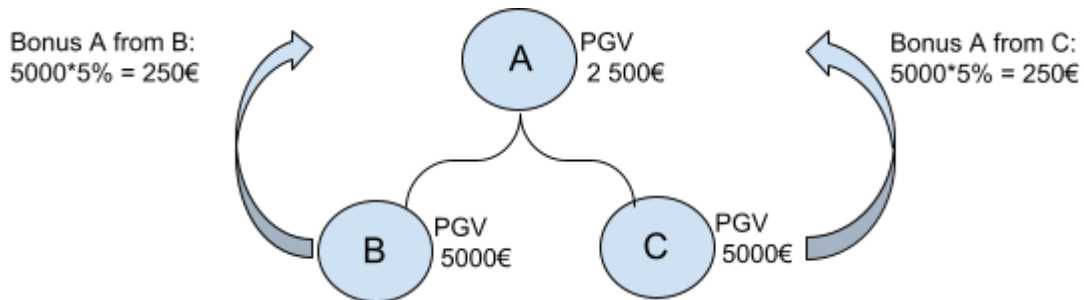 Bonus A from B:
5000*5% = 250€
A
PGV
2 500€
Bonus A from C:
5000*5% = 250€
B
PGV
5000€
C
PGV
5000€